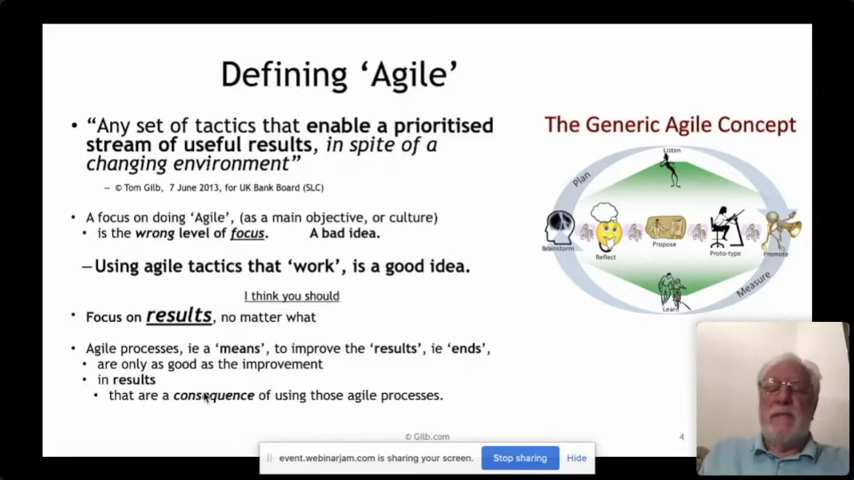 Defining ‘Agile’
• “Any set of tactics that enable a prioritised
stream of useful results, in spite of a
changing environment”
– © Tom Gilb, 7 June 2013, for UK Bank Board (SLC)
• A focus on doing ‘Agile’, (as a main objective, or culture)
• is the wrong level of focus. A bad idea.
–Using agile tactics that ‘work’, is a good idea.
I think you should
• Focus on results, no matter what
• Agile processes, ie a ‘means’, to improve the ‘results’, ie ‘ends’,
• are only as good as the improvement
• in results
• that are a consequence of using those agile processes.
The Generic Agile Concept
Listen
Plan
Brainstorm
Reflect
Propose
Proto-type
Promote
Measure
Learn
© Gilb.com
4
event.webinarjam.com is sharing your screen.
Stop sharing
Hide